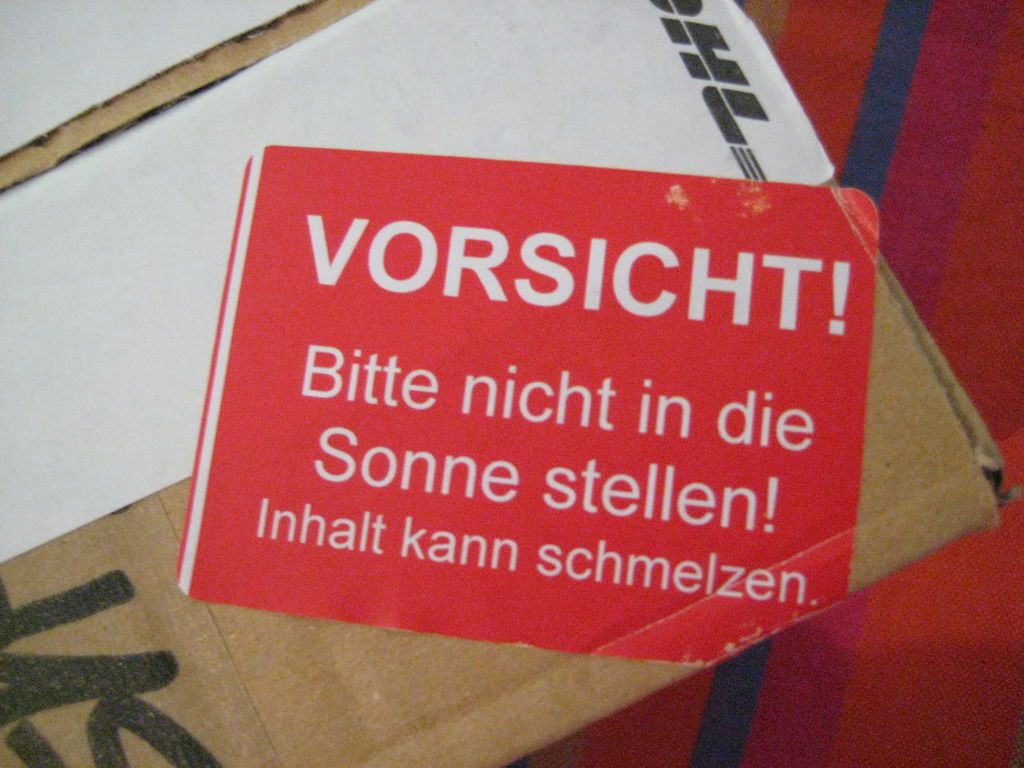 VORSICHT!
Bitte nicht in die
Sonne stellen!
Inhalt kann schmelzen.